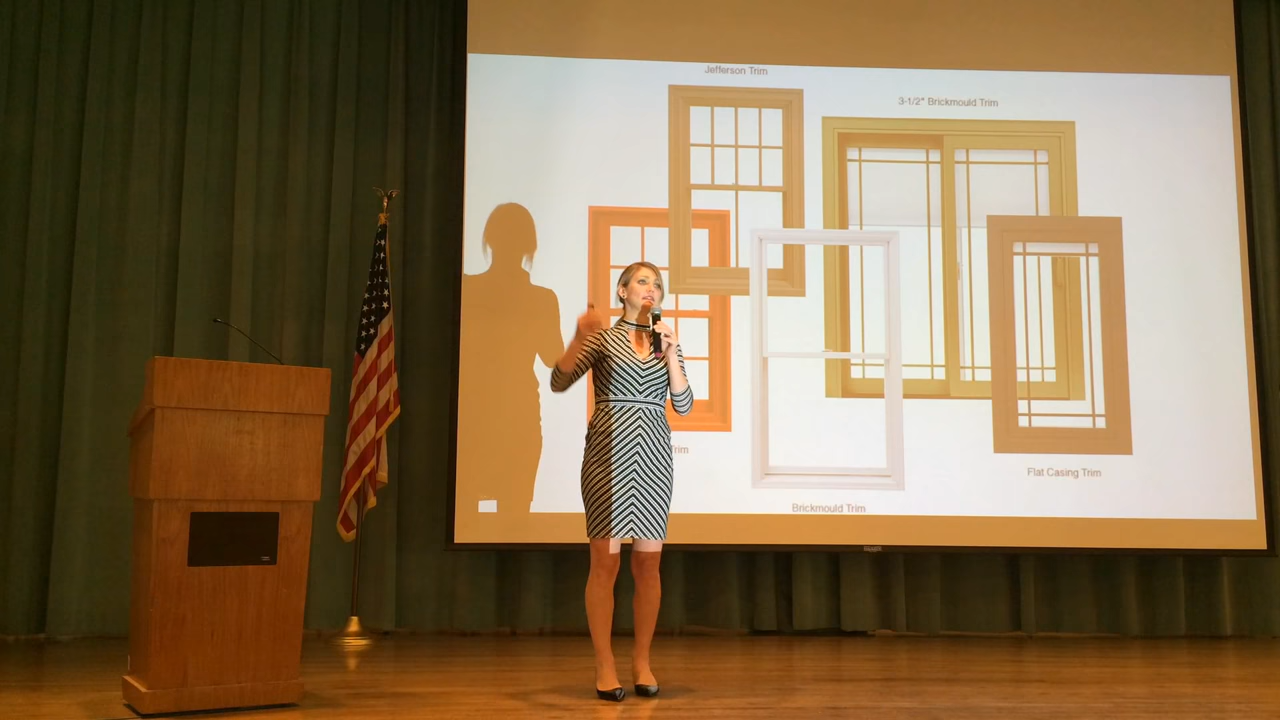 Jefferson Trim
3-1/2" Brickmould Trim
Trim
Flat Casing Trim
Brickmould Trim